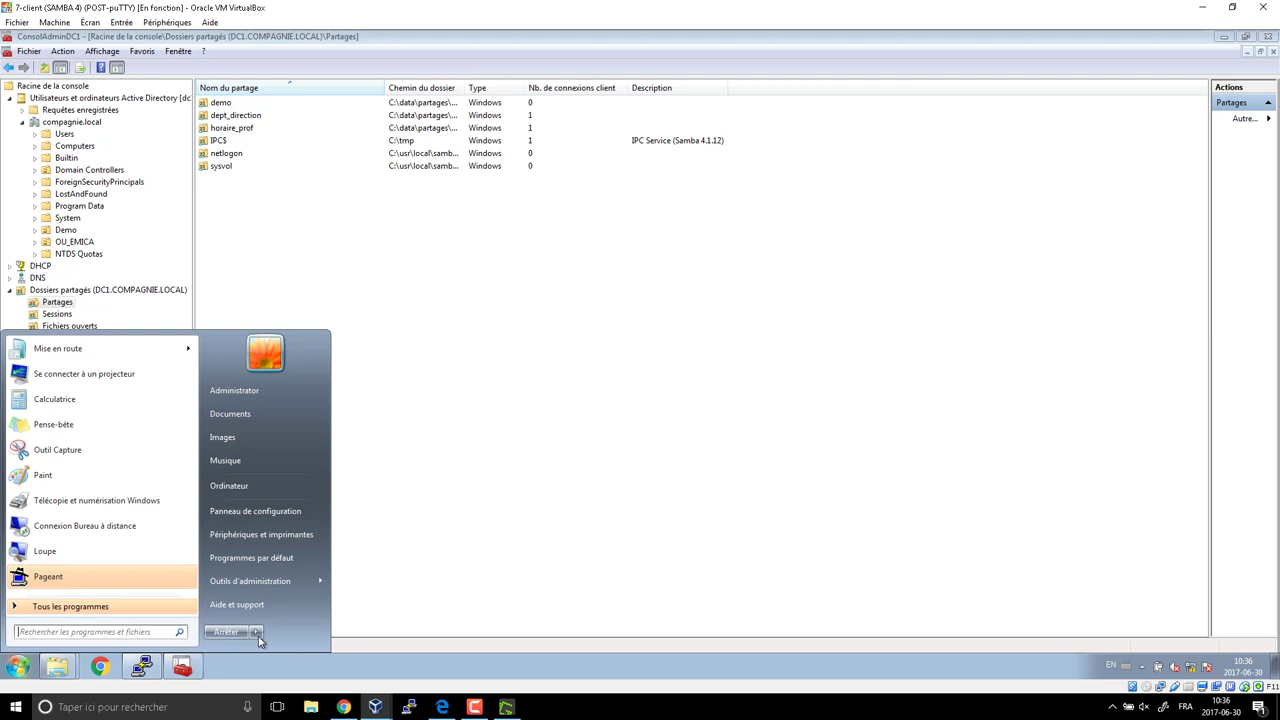 7-client (SAMBA 4) (POST-puTTY) [En fonction] - Oracle VM VirtualBox
Fichier Machine Écran Entrée Périphériques Aide
ConsolAdminDC1 - [Racine de la console\Dossiers partagés (DC1.COMPAGNIE.LOCAL)\Partages]
Fichier Action Affichage Favoris Fenêtre ?
Racine de la console
Utilisateurs et ordinateurs Active Directory [dc
Requêtes enregistrées
compagnie.local
Users
Computers
Builtin
Domain Controllers
ForeignSecurityPrincipals
LostAndFound
Program Data
System
Demo
OU_EMICA
NTDS Quotas
DHCP
DNS
Dossiers partagés (DC1.COMPAGNIE.LOCAL)
Partages
Sessions
Fichiers ouverts
Nom du partage Chemin du dossier Type Nb. de connexions client Description
demo C:\data\partages\... Windows 0
dept_direction C:\data\partages\... Windows 1
horaire_prof C:\data\partages\... Windows 1
IPC$ C:\tmp Windows 1 IPC Service (Samba 4.1.12)
netlogon C:\usr\local\samb... Windows 0
sysvol C:\usr\local\samb... Windows 0
Actions
Partages
Autre...
Mise en route
Se connecter à un projecteur
Calculatrice
Pense-bête
Outil Capture
Paint
Télécopie et numérisation Windows
Connexion Bureau à distance
Loupe
Pageant
Tous les programmes
Rechercher les programmes et fichiers
Administrator
Documents
Images
Musique
Ordinateur
Panneau de configuration
Périphériques et imprimantes
Programmes par défaut
Outils d'administration
Aide et support
Arrêter
EN
10:36
2017-06-30
F11
Taper ici pour rechercher
FRA
10:36
2017-06-30